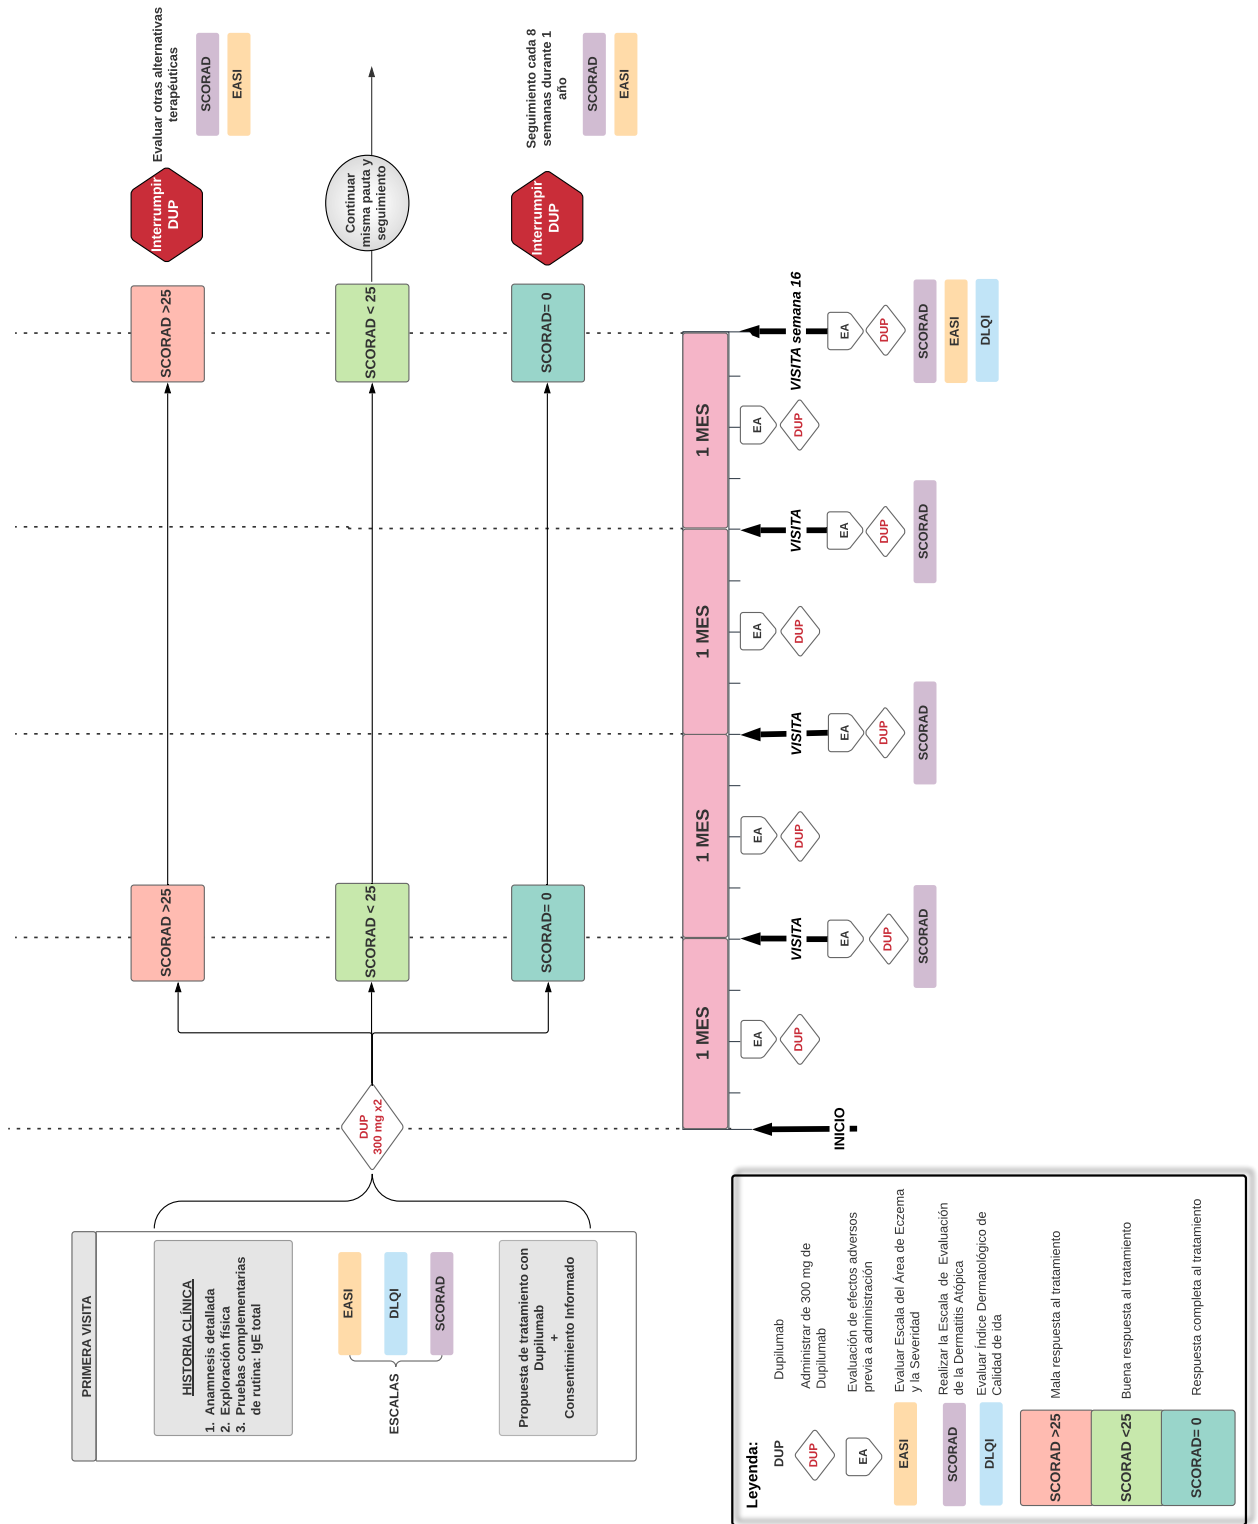 PRIMERA VISITA
HISTORIA CLÍNICA
1. Anamnesis detallada
2. Exploración física
3. Pruebas complementarias
de rutina: IgE total
ESCALAS
EASI
DLQI
SCORAD
Propuesta de tratamiento con
Dupilumab
+
Consentimiento Informado
DUP
300 mg x2
SCORAD >25
SCORAD >25
Interrumpir
DUP
Evaluar otras alternativas
terapéuticas
SCORAD
EASI
SCORAD < 25
SCORAD < 25
Continuar
misma pauta y
seguimiento
SCORAD= 0
SCORAD= 0
Interrumpir
DUP
Seguimiento cada 8
semanas durante 1
año
SCORAD
EASI
1 MES
1 MES
1 MES
1 MES
INICIO
EA
DUP
VISITA
EA
DUP
SCORAD
EA
DUP
VISITA
EA
DUP
SCORAD
EA
DUP
VISITA
EA
DUP
SCORAD
EA
DUP
VISITA semana 16
EA
DUP
SCORAD
EASI
DLQI
Leyenda:
DUP Dupilumab
DUP Administrar de 300 mg de
Dupilumab
EA Evaluación de efectos adversos
previa a administración
EASI Evaluar Escala del Área de Eczema
y la Severidad
SCORAD Realizar la Escala de Evaluación
de la Dermatitis Atópica
DLQI Evaluar Índice Dermatológico de
Calidad de ida
SCORAD >25 Mala respuesta al tratamiento
SCORAD <25 Buena respuesta al tratamiento
SCORAD= 0 Respuesta completa al tratamiento